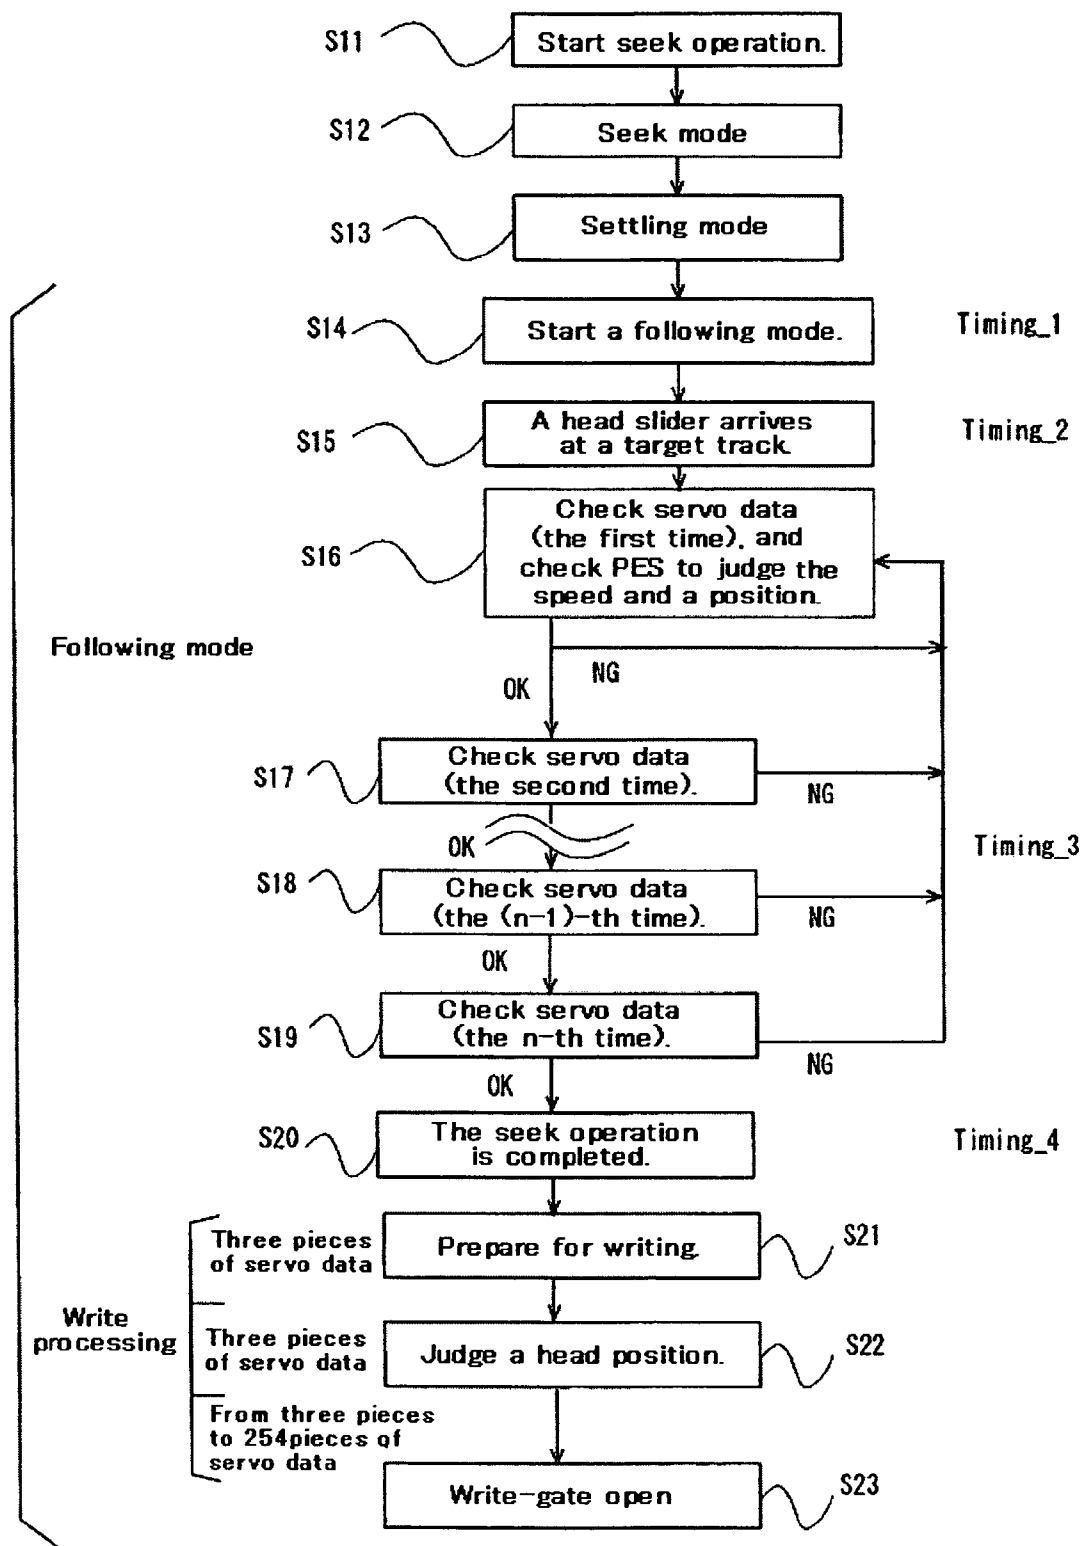 S11
Start seek operation.
S12
Seek mode
S13
Settling mode
S14
Start a following mode.
Timing_1
S15
A head slider arrives
at a target track.
Timing_2
S16
Check servo data
(the first time), and
check PES to judge the
speed and a position.
Following mode
NG
OK
S17
Check servo data
(the second time).
NG
OK
Timing_3
S18
Check servo data
(the (n-1)-th time).
NG
OK
S19
Check servo data
(the n-th time).
NG
OK
S20
The seek operation
is completed.
Timing_4
Three pieces
of servo data
Prepare for writing.
S21
Write
processing
Three pieces
of servo data
Judge a head position.
S22
From three pieces
to 254pieces of
servo data
Write-gate open
S23